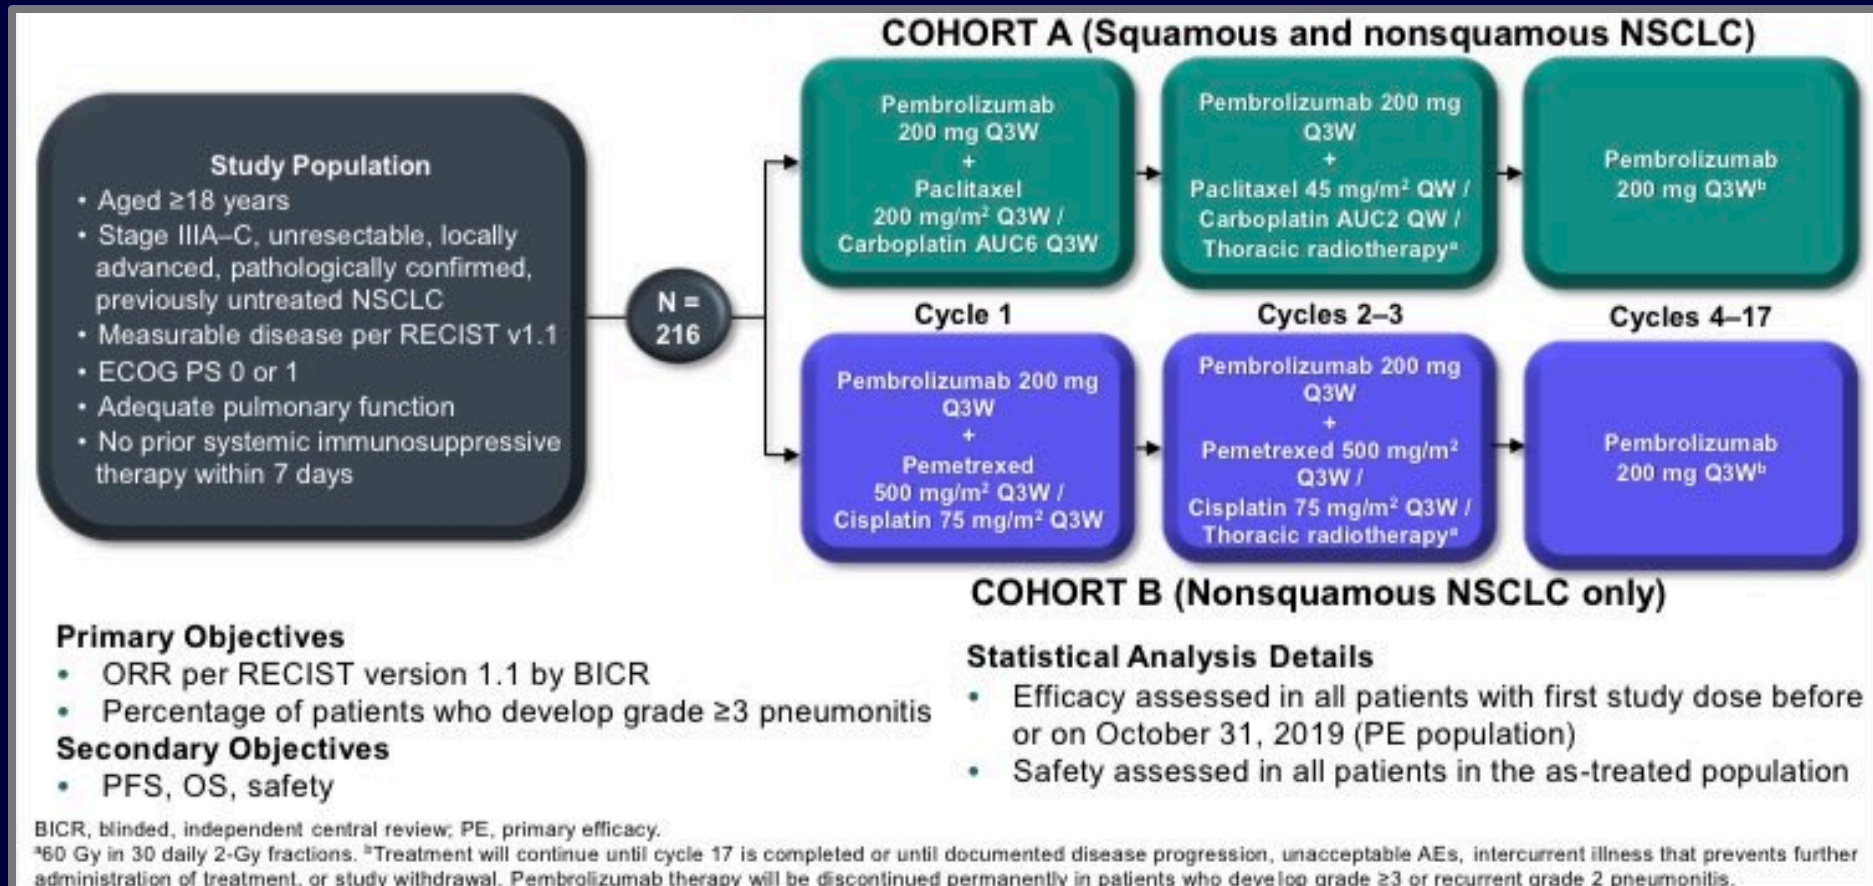 COHORT A (Squamous and nonsquamous NSCLC)
Study Population
• Aged ≥18 years
• Stage IIIA–C, unresectable, locally
advanced, pathologically confirmed,
previously untreated NSCLC
• Measurable disease per RECIST v1.1
• ECOG PS 0 or 1
• Adequate pulmonary function
• No prior systemic immunosuppressive
therapy within 7 days
N =
216
Pembrolizumab
200 mg Q3W
+
Paclitaxel
200 mg/m² Q3W /
Carboplatin AUC6 Q3W
Pembrolizumab 200 mg
Q3W
+
Paclitaxel 45 mg/m² QW /
Carboplatin AUC2 QW /
Thoracic radiotherapyᵃ
Pembrolizumab
200 mg Q3Wᵇ
Cycle 1
Cycles 2–3
Cycles 4–17
Pembrolizumab 200 mg
Q3W
+
Pemetrexed
500 mg/m² Q3W /
Cisplatin 75 mg/m² Q3W
Pembrolizumab 200 mg
Q3W
+
Pemetrexed 500 mg/m²
Q3W /
Cisplatin 75 mg/m² Q3W /
Thoracic radiotherapyᵃ
Pembrolizumab
200 mg Q3Wᵇ
COHORT B (Nonsquamous NSCLC only)
Primary Objectives
• ORR per RECIST version 1.1 by BICR
• Percentage of patients who develop grade ≥3 pneumonitis
Secondary Objectives
• PFS, OS, safety
Statistical Analysis Details
• Efficacy assessed in all patients with first study dose before
or on October 31, 2019 (PE population)
• Safety assessed in all patients in the as-treated population
BICR, blinded, independent central review; PE, primary efficacy.
ᵃ60 Gy in 30 daily 2-Gy fractions. ᵇTreatment will continue until cycle 17 is completed or until documented disease progression, unacceptable AEs, intercurrent illness that prevents further
administration of treatment, or study withdrawal. Pembrolizumab therapy will be discontinued permanently in patients who develop grade ≥3 or recurrent grade 2 pneumonitis.